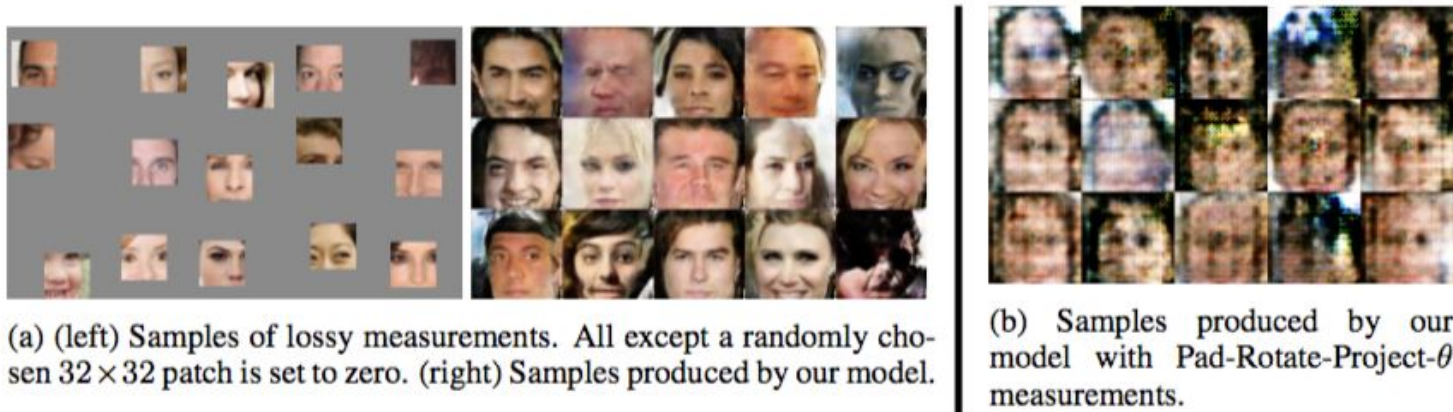 (a) (left) Samples of lossy measurements. All except a randomly cho-
sen 32×32 patch is set to zero. (right) Samples produced by our model.
(b) Samples produced by our
model with Pad-Rotate-Project-θ
measurements.